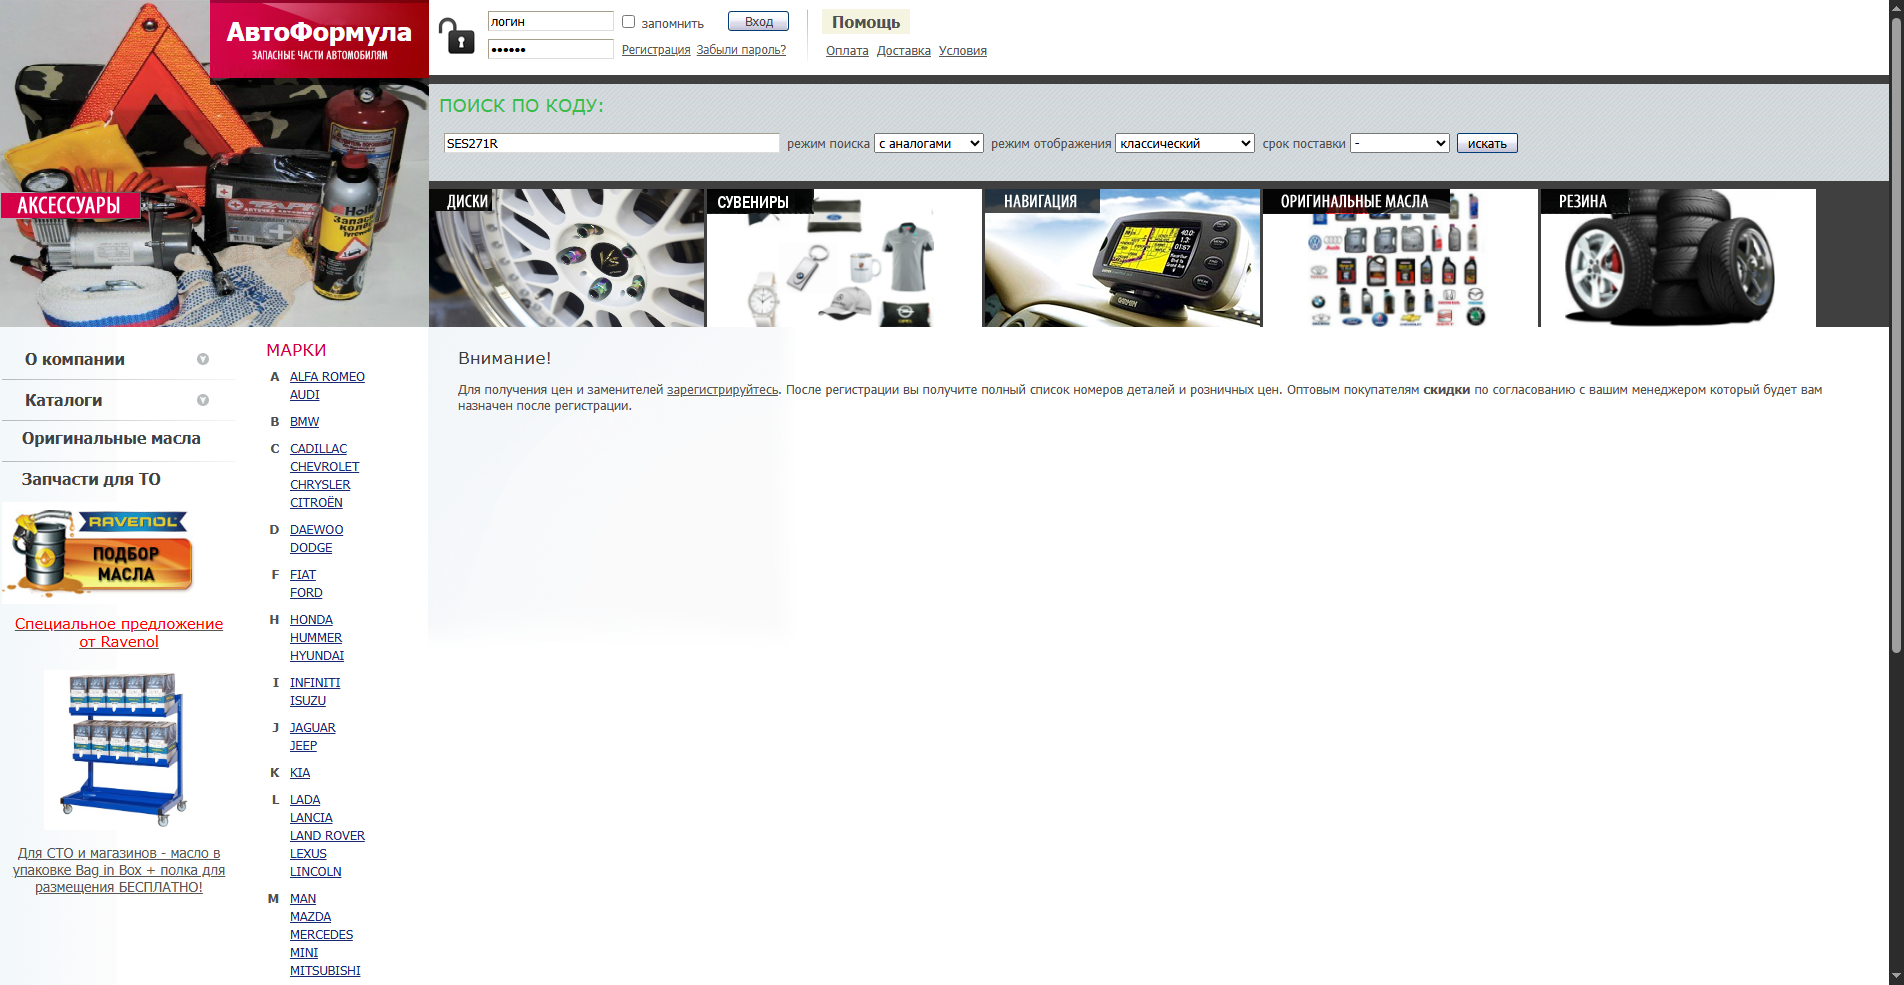 АвтоФормула
ЗАПАСНЫЕ ЧАСТИ АВТОМОБИЛЯМ
АКСЕССУАРЫ
логин
запомнить
Вход
••••••
Регистрация Забыли пароль?
Помощь
Оплата Доставка Условия
ПОИСК ПО КОДУ:
SES271R режим поиска с аналогами режим отображения классический срок поставки - искать
ДИСКИ
СУВЕНИРЫ
НАВИГАЦИЯ
ОРИГИНАЛЬНЫЕ МАСЛА
РЕЗИНА
О компании
Каталоги
Оригинальные масла
Запчасти для ТО
RAVENOL
ПОДБОР
МАСЛА
Специальное предложение
от Ravenol
Для СТО и магазинов - масло в
упаковке Bag in Box + полка для
размещения БЕСПЛАТНО!
МАРКИ
A ALFA ROMEO
AUDI
B BMW
C CADILLAC
CHEVROLET
CHRYSLER
CITROËN
D DAEWOO
DODGE
F FIAT
FORD
H HONDA
HUMMER
HYUNDAI
I INFINITI
ISUZU
J JAGUAR
JEEP
K KIA
L LADA
LANCIA
LAND ROVER
LEXUS
LINCOLN
M MAN
MAZDA
MERCEDES
MINI
MITSUBISHI
Внимание!
Для получения цен и заменителей зарегистрируйтесь. После регистрации вы получите полный список номеров деталей и розничных цен. Оптовым покупателям скидки по согласованию с вашим менеджером который будет вам
назначен после регистрации.